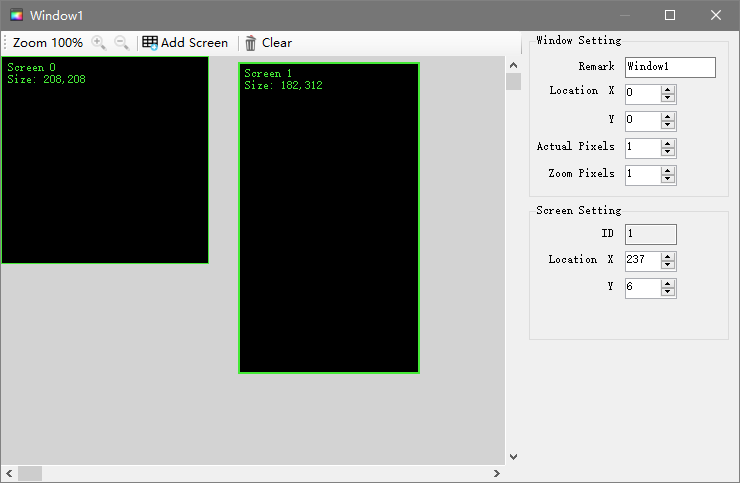 Window1
Zoom 100%
Add Screen
Clear
Screen 0
Size: 208,208
Screen 1
Size: 182,312
Window Setting
Remark Window1
Location X 0
Y 0
Actual Pixels 1
Zoom Pixels 1
Screen Setting
ID 1
Location X 237
Y 6